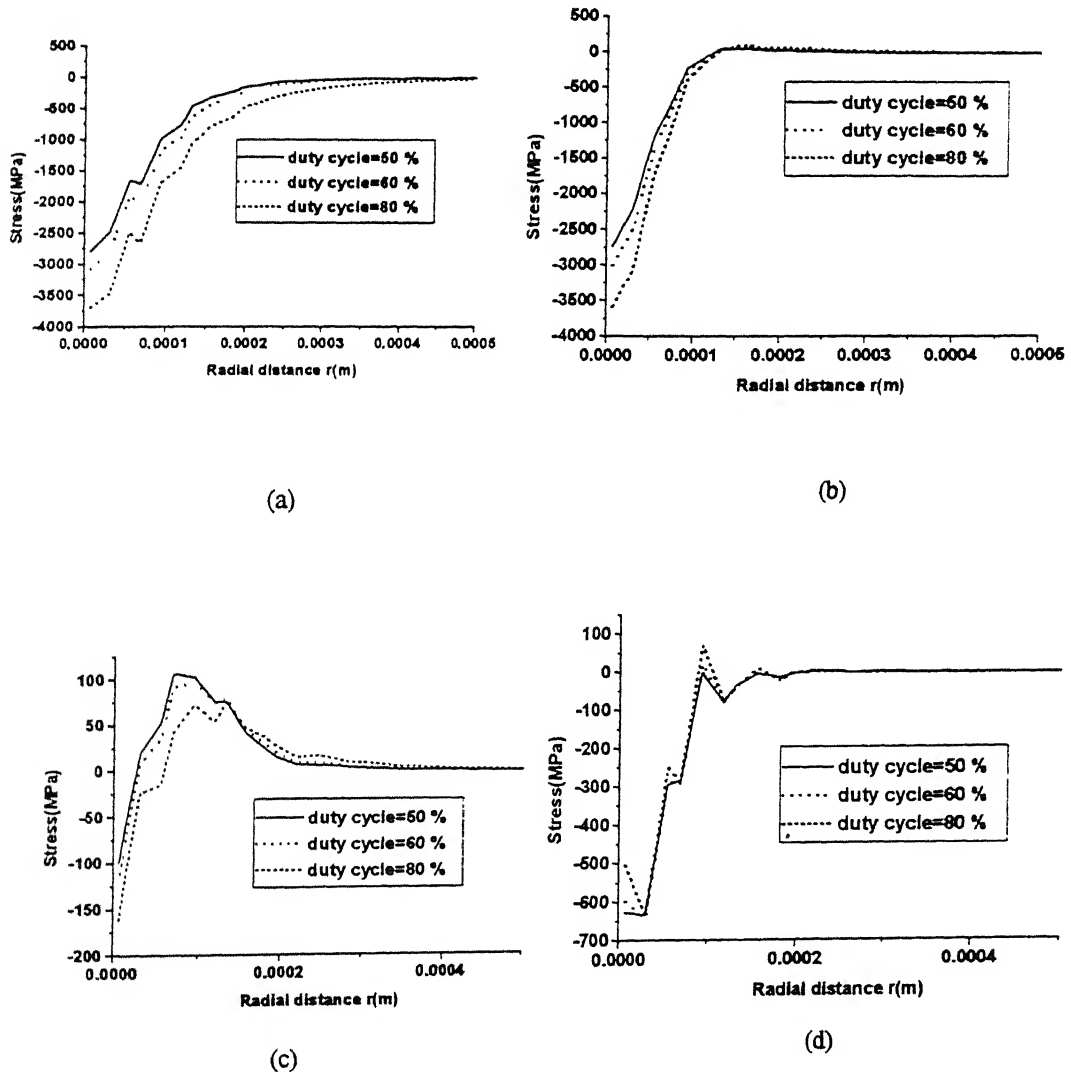 500
0
-500
-1000
-1500
-2000
-2500
-3000
-3500
-4000
Stress(MPa)
duty cycle=50 %
duty cycle=60 %
duty cycle=80 %
0.0000 0.0001 0.0002 0.0003 0.0004 0.0005
Radial distance r(m)
(a)
500
0
-500
-1000
-1500
-2000
-2500
-3000
-3500
-4000
Stress(MPa)
duty cycle=50 %
duty cycle=60 %
duty cycle=80 %
0.0000 0.0001 0.0002 0.0003 0.0004 0.0005
Radial distance r(m)
(b)
100
50
0
-50
-100
-150
-200
Stress(MPa)
duty cycle=50 %
duty cycle=60 %
duty cycle=80 %
0.0000 0.0002 0.0004
Radial distance r(m)
(c)
100
0
-100
-200
-300
-400
-500
-600
-700
Stress(MPa)
duty cycle=50 %
duty cycle=60 %
duty cycle=80 %
0.0000 0.0002 0.0004
Radial distance r(m)
(d)